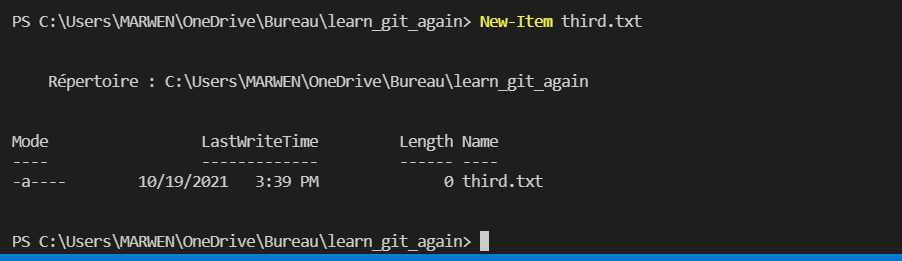 PS C:\Users\MARWEN\OneDrive\Bureau\learn_git_again> New-Item third.txt
Répertoire : C:\Users\MARWEN\OneDrive\Bureau\learn_git_again
Mode                 LastWriteTime         Length Name
----                 -------------         ------ ----
-a----        10/19/2021   3:39 PM              0 third.txt
PS C:\Users\MARWEN\OneDrive\Bureau\learn_git_again>